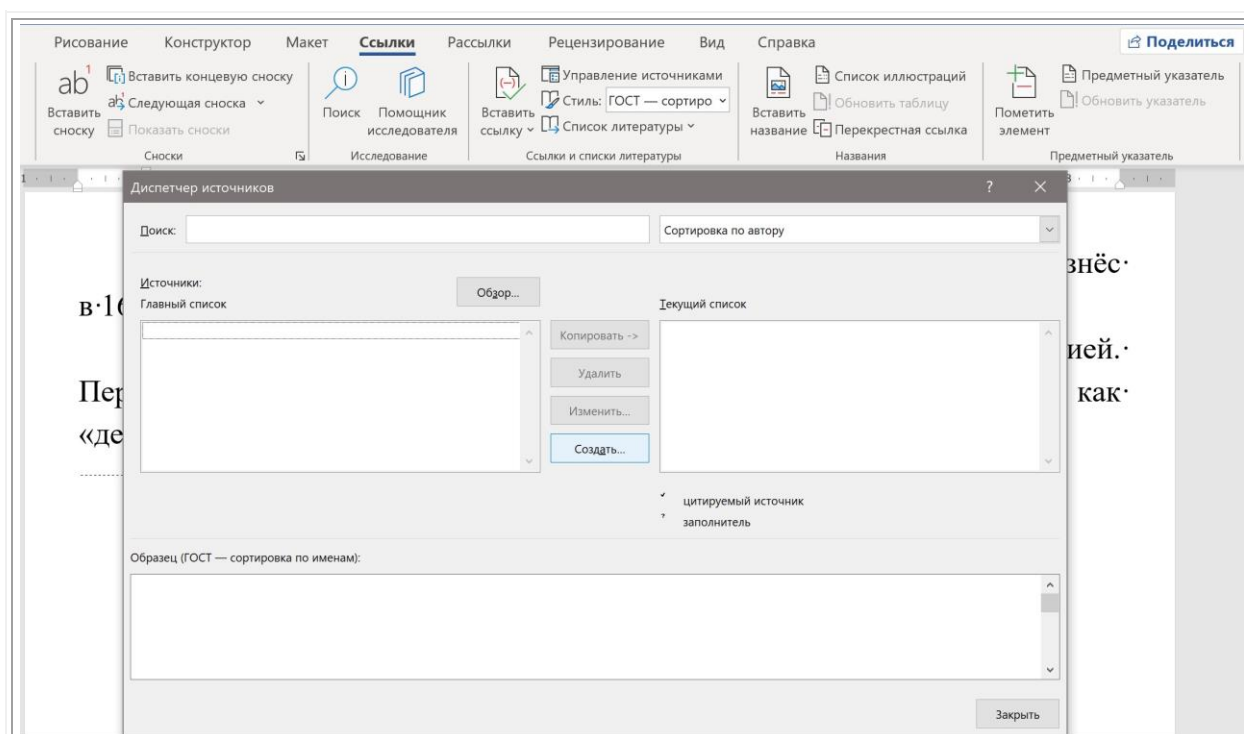 Рисование Конструктор Макет Ссылки Рассылки Рецензирование Вид Справка Поделиться
ab1 Вставить концевую сноску
Следующая сноска
Показать сноски
Вставить сноску
Сноски
Поиск
Помощник исследователя
Исследование
Вставить ссылку
Управление источниками
Стиль: ГОСТ — сортиро
Список литературы
Ссылки и списки литературы
Вставить название
Список иллюстраций
Обновить таблицу
Перекрестная ссылка
Названия
Пометить элемент
Предметный указатель
Обновить указатель
Предметный указатель
Диспетчер источников ? ×
Поиск: Сортировка по автору
Источники:
Главный список
Обзор...
Текущий список
Копировать ->
Удалить
Изменить...
Создать...
цитируемый источник
? заполнитель
Образец (ГОСТ — сортировка по именам):
Закрыть
знёс·
в·16
ией.·
Пер как·
«де